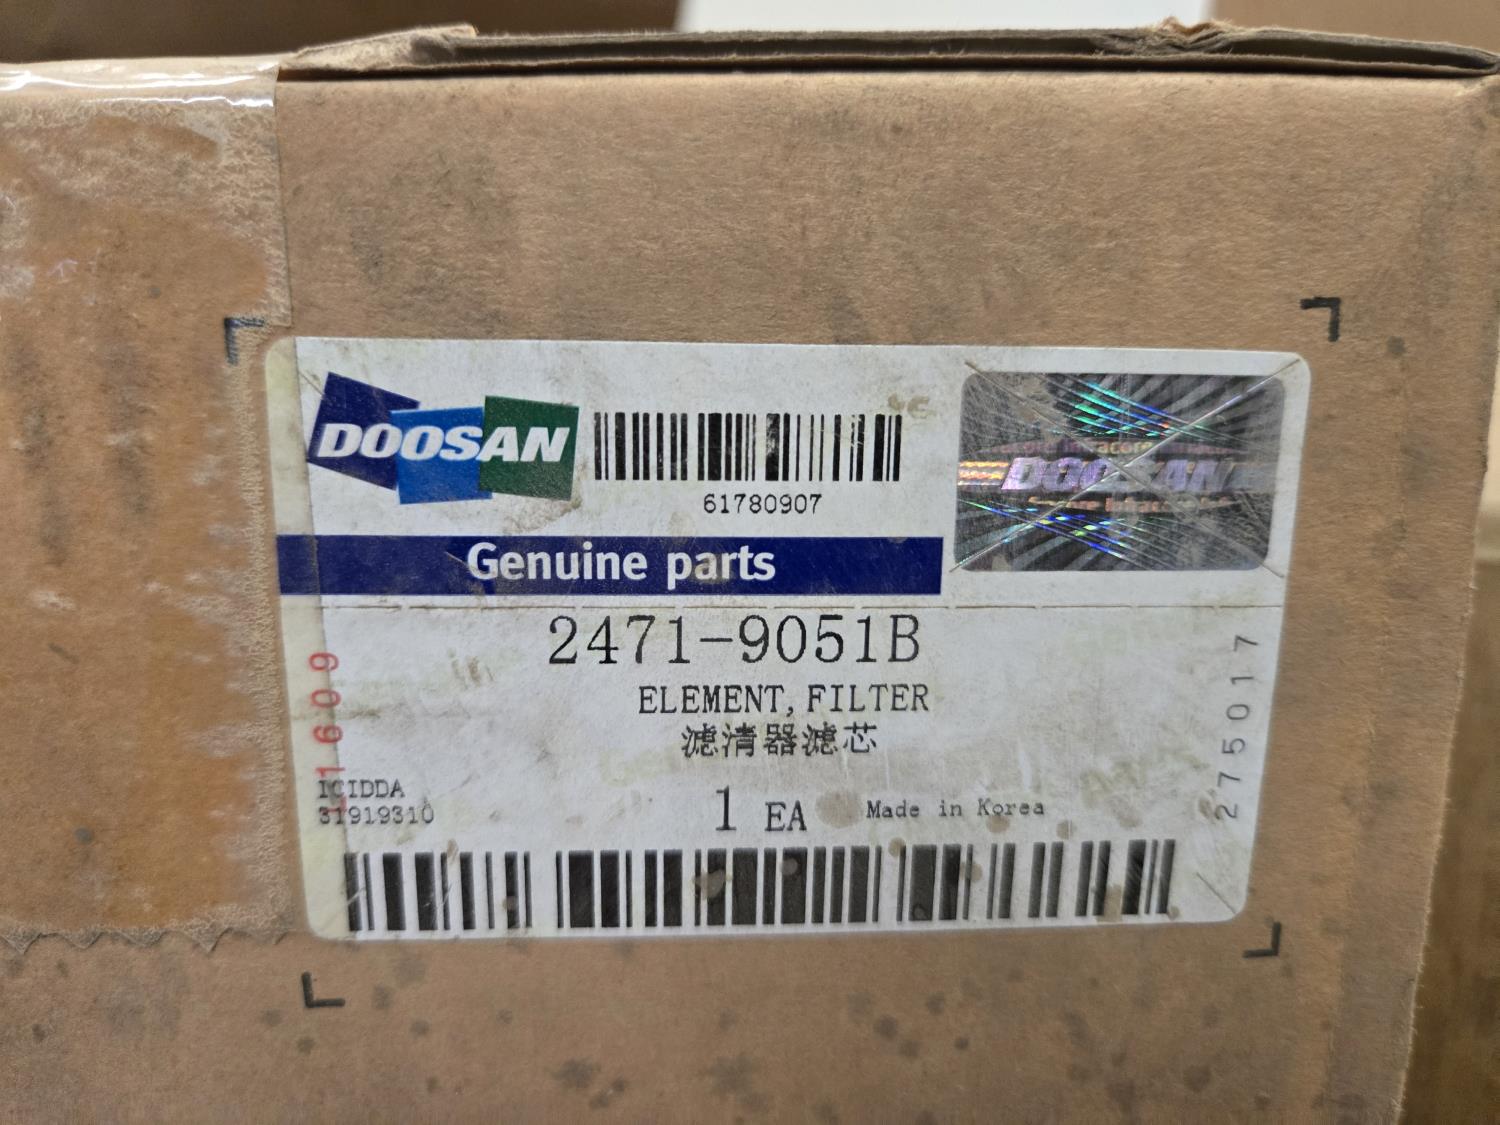 DOOSAN
61780907
DOOSAN
Genuine parts
2471-9051B
ELEMENT, FILTER
滤清器滤芯
31919310
1 EA
Made in Korea
275017